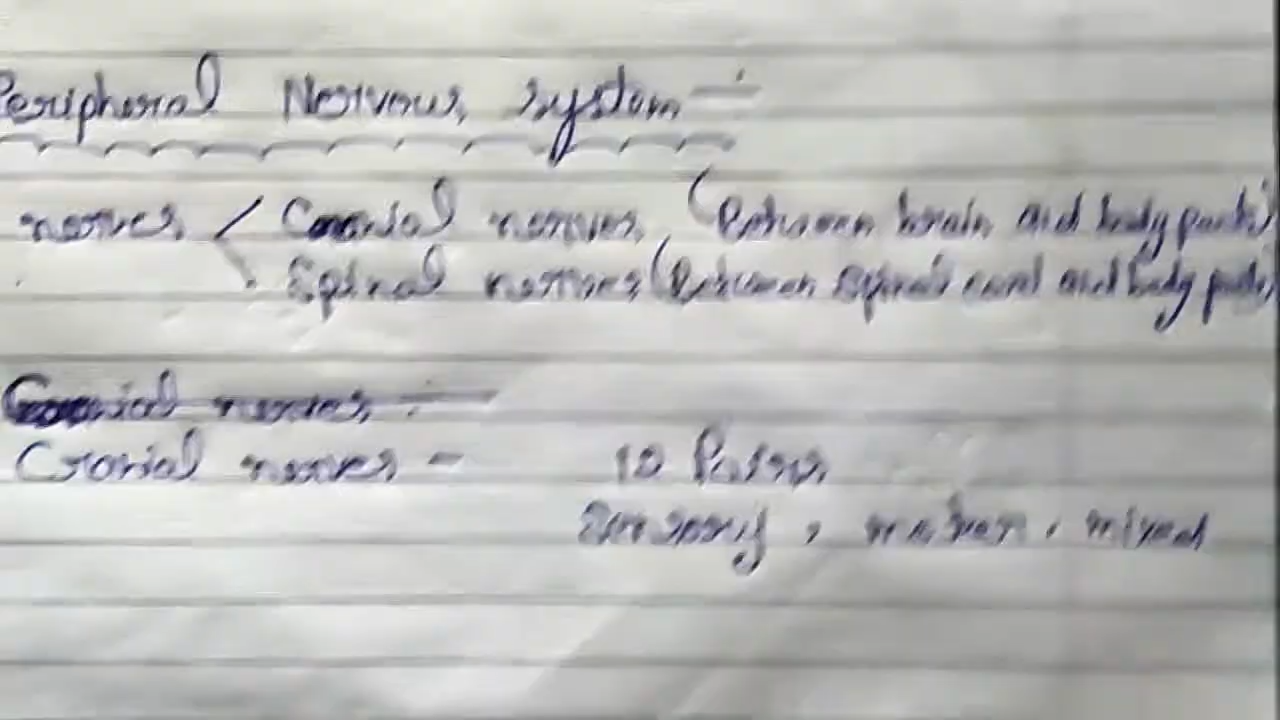 Peripheral Nervous system :-
nerves < Cranial nerves (Between brain and body parts)
Spinal nerves (Between spinal cord and body parts)
Cranial nerves :-
Cranial nerves - Pairs
Sensory, motor, mixed